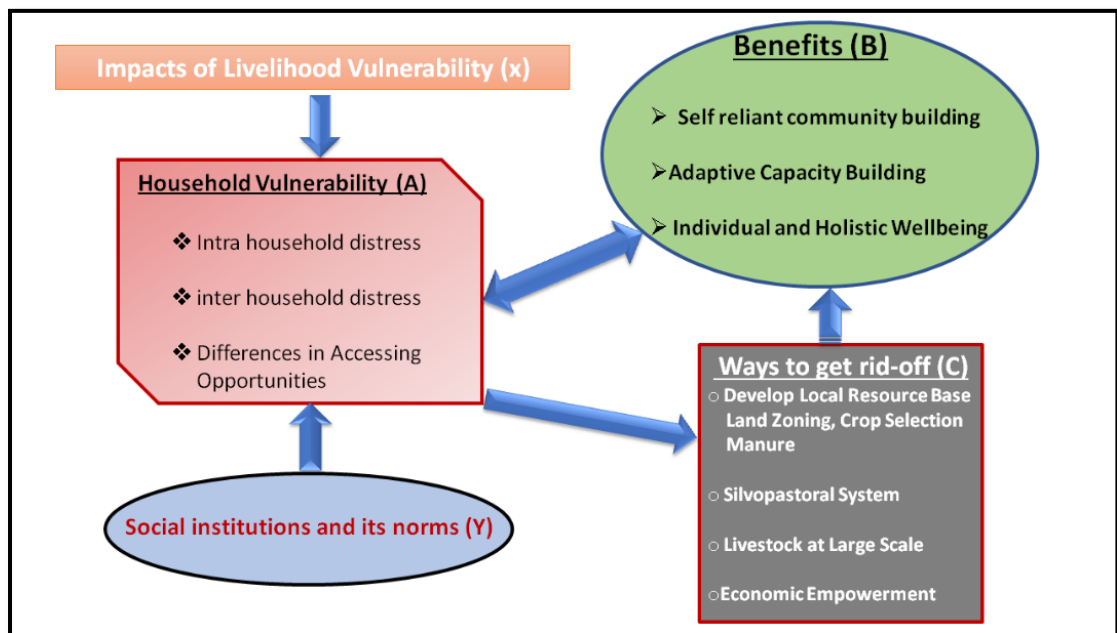 Impacts of Livelihood Vulnerability (x)
Household Vulnerability (A)
❖ Intra household distress
❖ inter household distress
❖ Differences in Accessing
Opportunities
Social institutions and its norms (Y)
Benefits (B)
➢ Self reliant community building
➢Adaptive Capacity Building
➢ Individual and Holistic Wellbeing
Ways to get rid-off (C)
○ Develop Local Resource Base
Land Zoning, Crop Selection
Manure
○ Silvopastoral System
○ Livestock at Large Scale
○Economic Empowerment